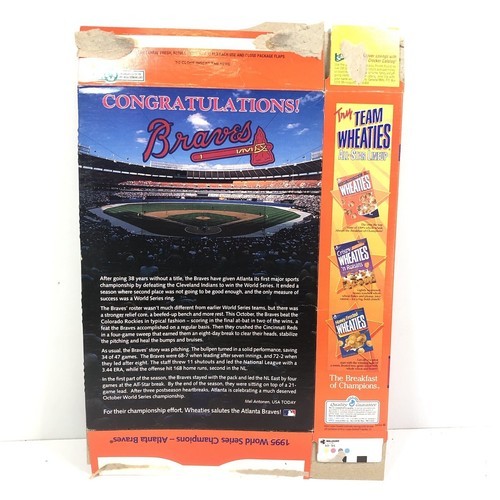 CONGRATULATIONS!
Braves
After going 38 years without a title, the Braves have given Atlanta its first major sports
championship by defeating the Cleveland Indians to win the World Series. It ended a
season where second place was not going to be good enough, and the only measure of
success was a World Series ring.
The Braves' roster wasn't much different from earlier World Series teams, but there was
a stronger relief core, a beefed-up bench and more rest. This October, the Braves beat the
Colorado Rockies in typical fashion – scoring in the final at-bat in two of the wins, a
feat the Braves accomplished on a regular basis. Then they crushed the Cincinnati Reds
in a four-game sweep that earned them an eight-day break to clear their heads, stabilize
the pitching and heal the bumps and bruises.
As usual, the Braves' story was pitching. The bullpen turned in a solid performance, saving
34 of 47 games. The Braves were 68-7 when leading after seven innings, and 72-2 when
they led after eight. The staff threw 11 shutouts and led the National League with a
3.44 ERA, while the offense hit 168 home runs, second in the NL.
In the first part of the season, the Braves stayed with the pack and led the NL East by four
games at the All-Star break. By the end of the season, they were sitting on top of a 21-
game lead. After three postseason heartbreaks, Atlanta is celebrating a much deserved
October World Series championship.
Mel Antonen, USA TODAY
For their championship effort, Wheaties salutes the Atlanta Braves!
1995 World Series Champions – Atlanta Braves®
Try TEAM
WHEATIES
ALL-STAR LINEUP
WHEATIES
Crispy
WHEATIES
'n Raisins
WHEATIES
The Breakfast
of Champions
Quality Guarantee